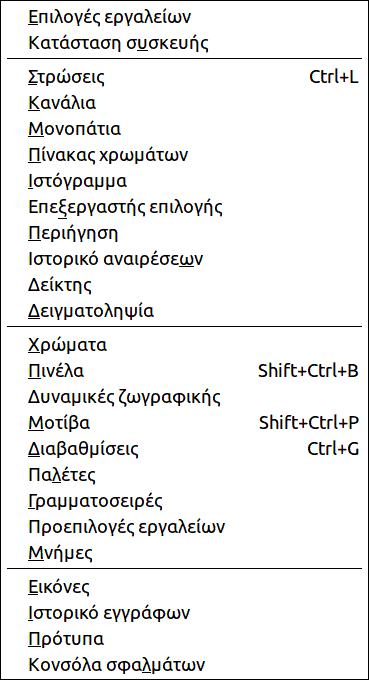 Επιλογές εργαλείων
Κατάσταση συσκευής
Στρώσεις Ctrl+L
Κανάλια
Μονοπάτια
Πίνακας χρωμάτων
Ιστόγραμμα
Επεξεργαστής επιλογής
Περιήγηση
Ιστορικό αναιρέσεων
Δείκτης
Δειγματοληψία
Χρώματα
Πινέλα Shift+Ctrl+B
Δυναμικές ζωγραφικής
Μοτίβα Shift+Ctrl+P
Διαβαθμίσεις Ctrl+G
Παλέτες
Γραμματοσειρές
Προεπιλογές εργαλείων
Μνήμες
Εικόνες
Ιστορικό εγγράφων
Πρότυπα
Κονσόλα σφαλμάτων